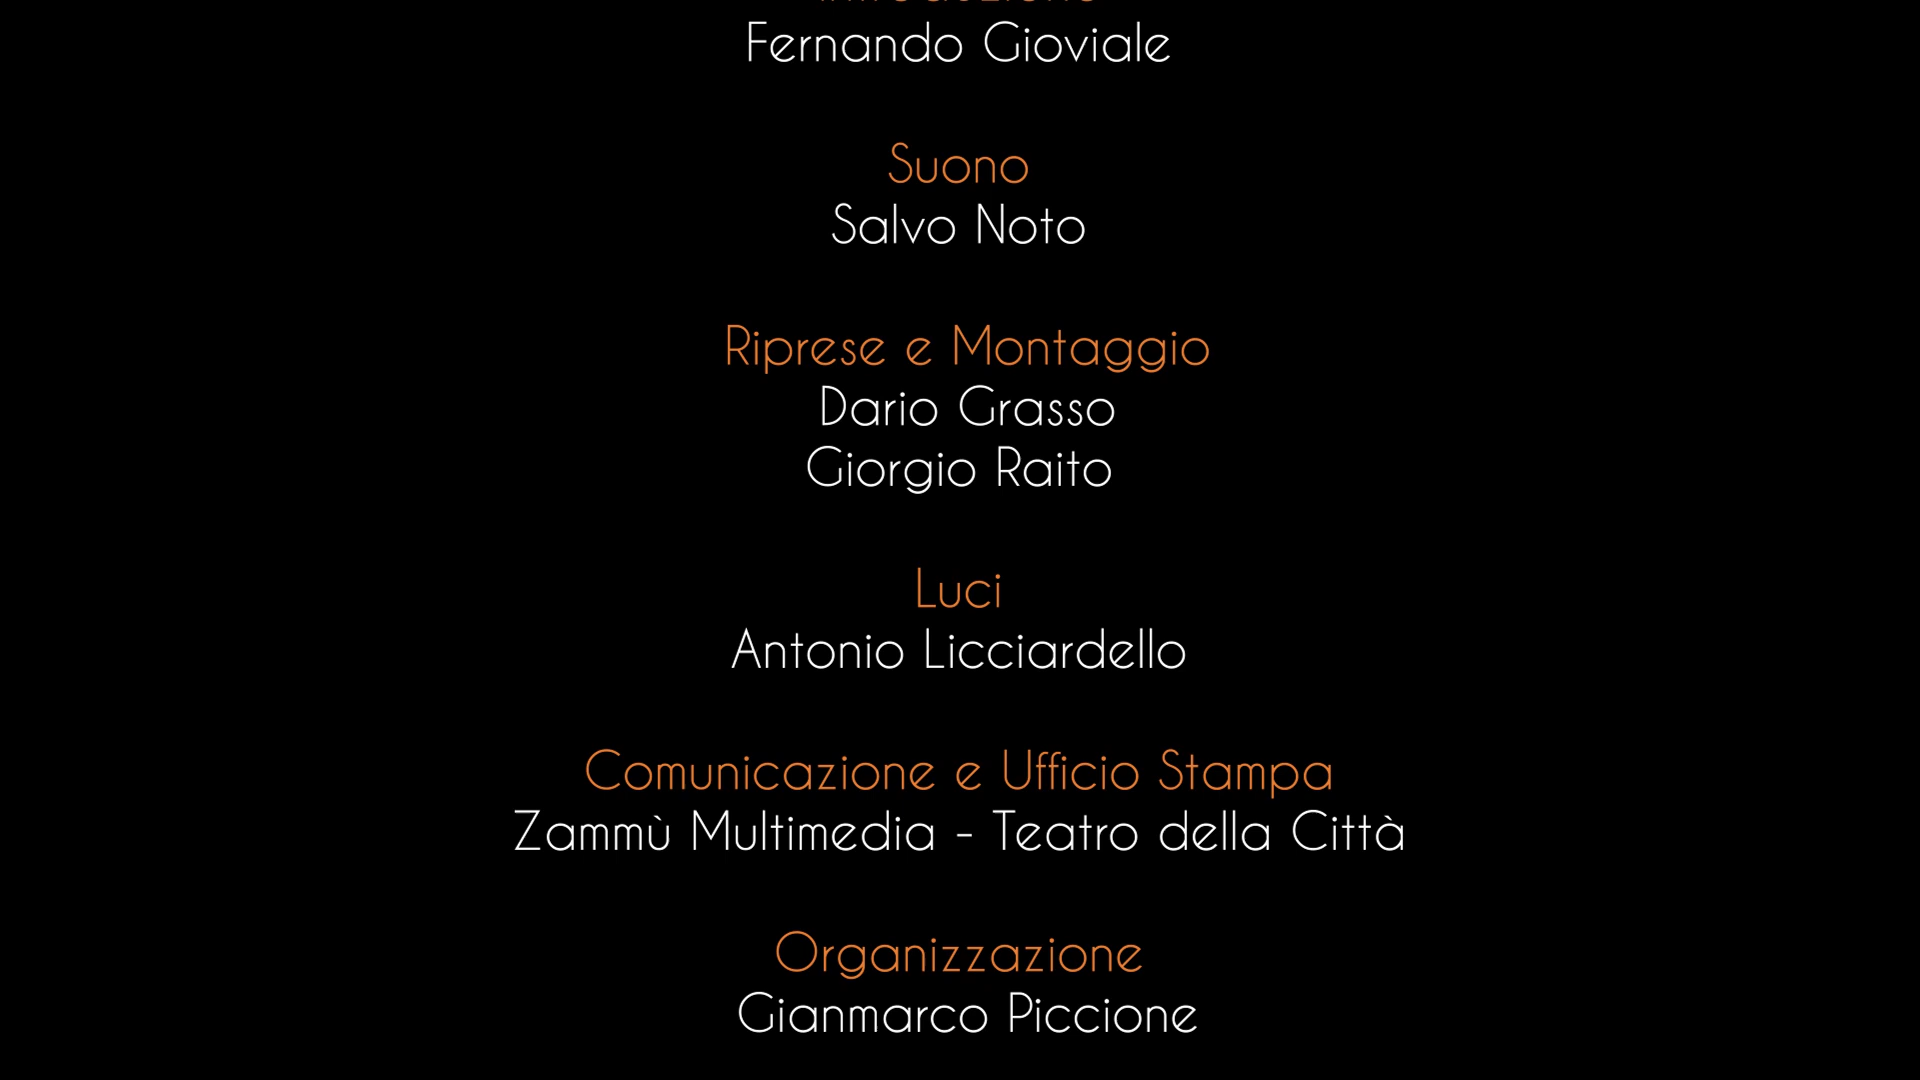 Introduzione
Fernando Gioviale
Suono
Salvo Noto
Riprese e Montaggio
Dario Grasso
Giorgio Raito
Luci
Antonio Licciardello
Comunicazione e Ufficio Stampa
Zammù Multimedia - Teatro della Città
Organizzazione
Gianmarco Piccione